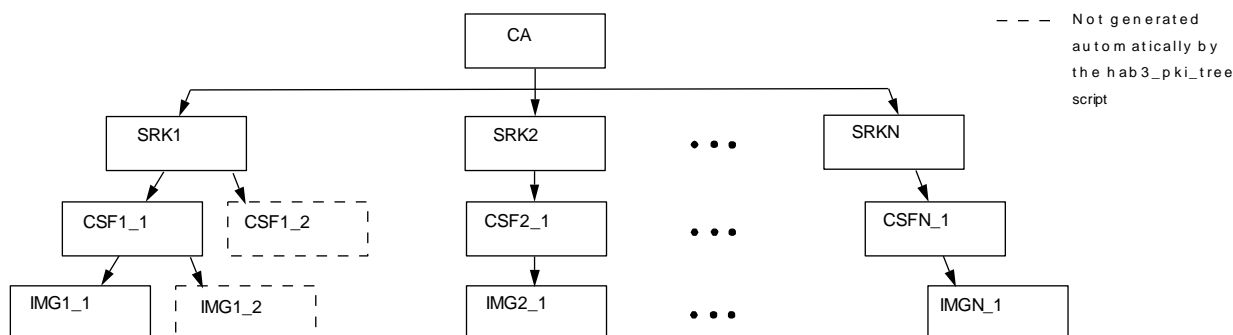 CA
Not generated
automatically by
the hab3_pki_tree
script
SRK1
SRK2
SRKN
CSF1_1
CSF1_2
CSF2_1
CSFN_1
IMG1_1
IMG1_2
IMG2_1
IMGN_1